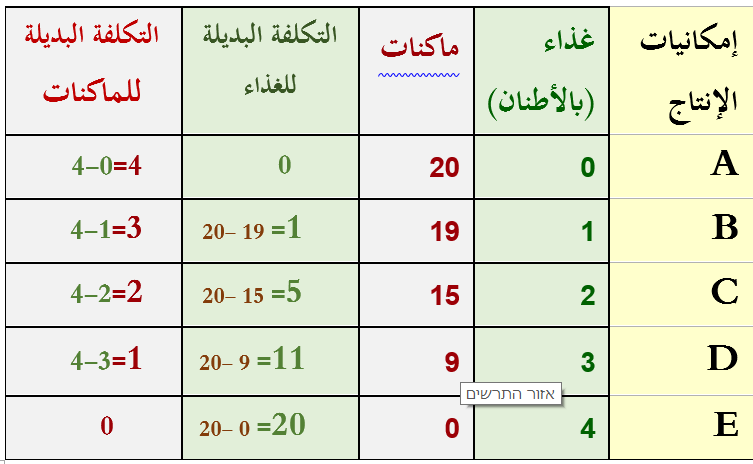 إمكانيات الإنتاج غذاء (بالأطنان) ماكنات التكلفة البديلة للغذاء التكلفة البديلة للماكنات
A 0 20 0 4–0=4
B 1 19 20– 19 =1 4–1=3
C 2 15 20– 15 =5 4–2=2
D 3 9 20– 9 =11 4–3=1
אזור התרשים
E 4 0 20– 0 =20 0